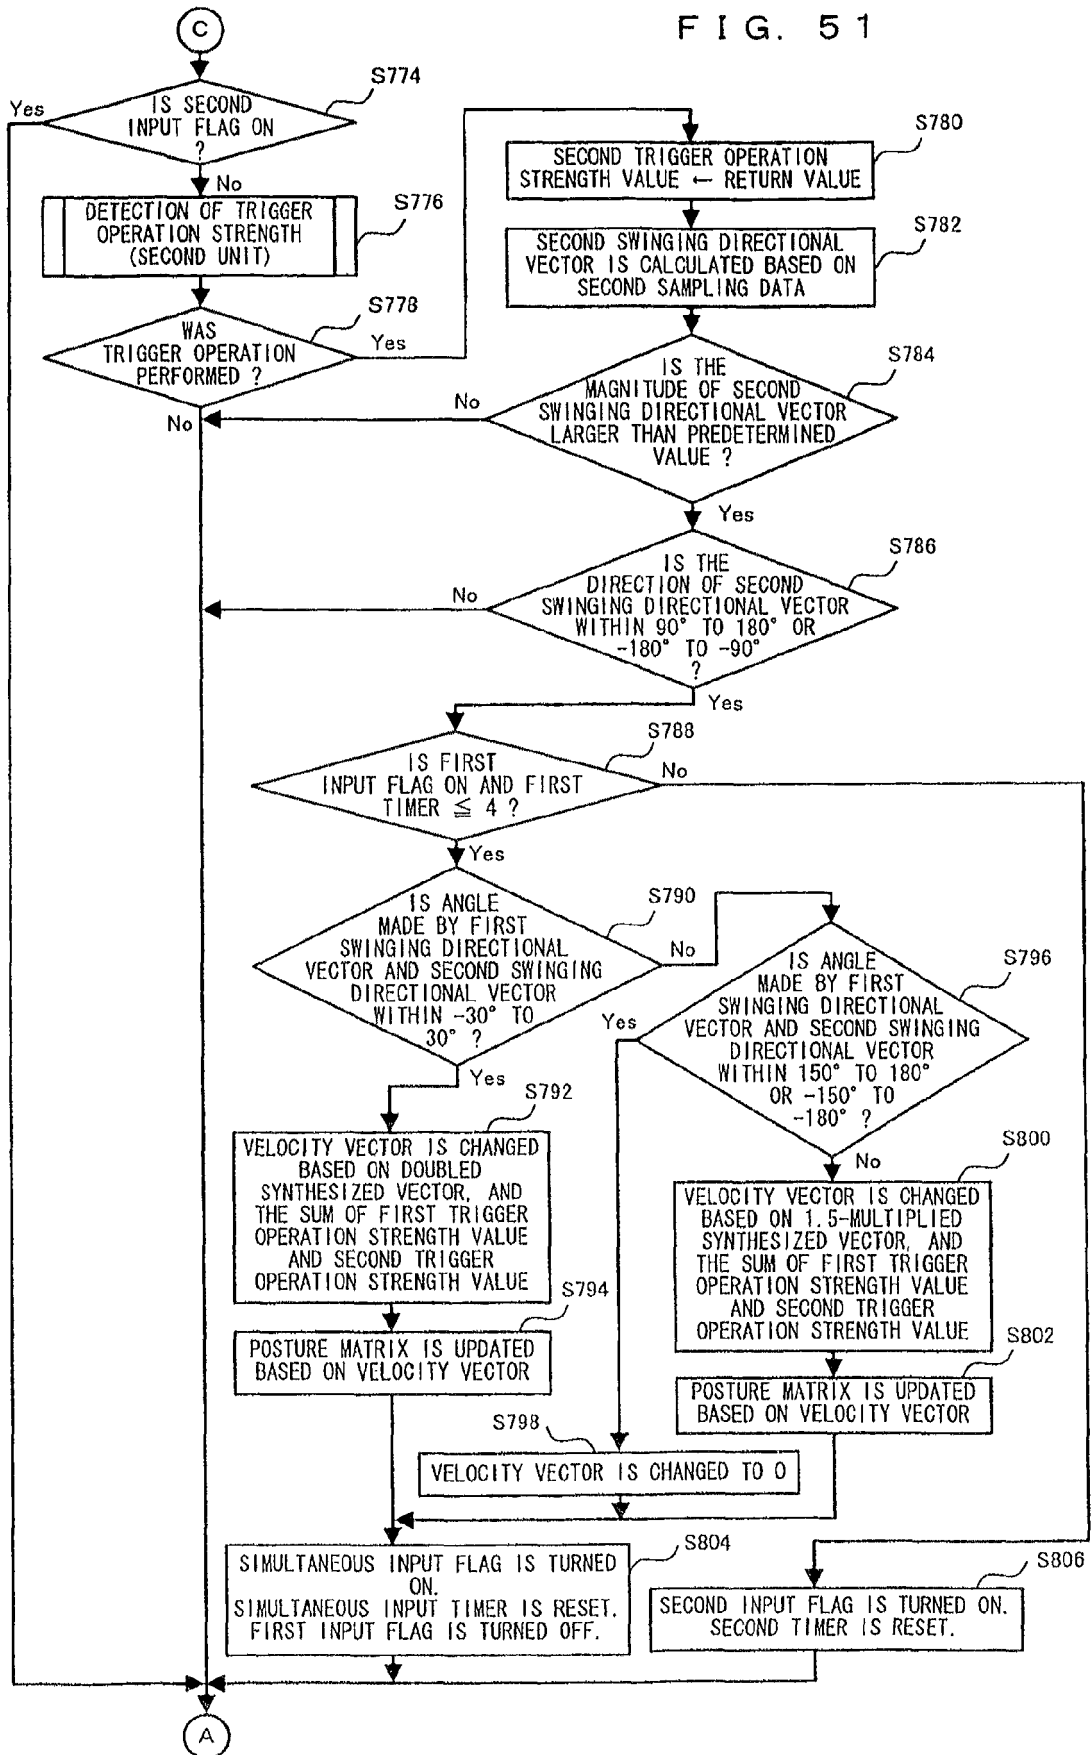 FIG. 51
C
S774
Yes
IS SECOND
INPUT FLAG ON
?
No
S776
DETECTION OF TRIGGER
OPERATION STRENGTH
(SECOND UNIT)
S778
WAS
TRIGGER OPERATION
PERFORMED ?
Yes
No
S780
SECOND TRIGGER OPERATION
STRENGTH VALUE ← RETURN VALUE
S782
SECOND SWINGING DIRECTIONAL
VECTOR IS CALCULATED BASED ON
SECOND SAMPLING DATA
S784
IS THE
MAGNITUDE OF SECOND
SWINGING DIRECTIONAL VECTOR
LARGER THAN PREDETERMINED
VALUE ?
No
Yes
S786
IS THE
DIRECTION OF SECOND
SWINGING DIRECTIONAL VECTOR
WITHIN 90° TO 180° OR
-180° TO -90°
?
No
Yes
S788
IS FIRST
INPUT FLAG ON AND FIRST
TIMER ≦ 4 ?
No
Yes
S790
IS ANGLE
MADE BY FIRST
SWINGING DIRECTIONAL
VECTOR AND SECOND SWINGING
DIRECTIONAL VECTOR
WITHIN -30° TO
30° ?
No
Yes
S796
IS ANGLE
MADE BY FIRST
SWINGING DIRECTIONAL
VECTOR AND SECOND SWINGING
DIRECTIONAL VECTOR
WITHIN 150° TO 180°
OR -150° TO
-180° ?
Yes
No
S792
VELOCITY VECTOR IS CHANGED
BASED ON DOUBLED
SYNTHESIZED VECTOR, AND
THE SUM OF FIRST TRIGGER
OPERATION STRENGTH VALUE
AND SECOND TRIGGER
OPERATION STRENGTH VALUE
S794
POSTURE MATRIX IS UPDATED
BASED ON VELOCITY VECTOR
S800
VELOCITY VECTOR IS CHANGED
BASED ON 1.5-MULTIPLIED
SYNTHESIZED VECTOR, AND
THE SUM OF FIRST TRIGGER
OPERATION STRENGTH VALUE
AND SECOND TRIGGER
OPERATION STRENGTH VALUE
S802
POSTURE MATRIX IS UPDATED
BASED ON VELOCITY VECTOR
S798
VELOCITY VECTOR IS CHANGED TO 0
S804
SIMULTANEOUS INPUT FLAG IS TURNED
ON.
SIMULTANEOUS INPUT TIMER IS RESET.
FIRST INPUT FLAG IS TURNED OFF.
S806
SECOND INPUT FLAG IS TURNED ON.
SECOND TIMER IS RESET.
A